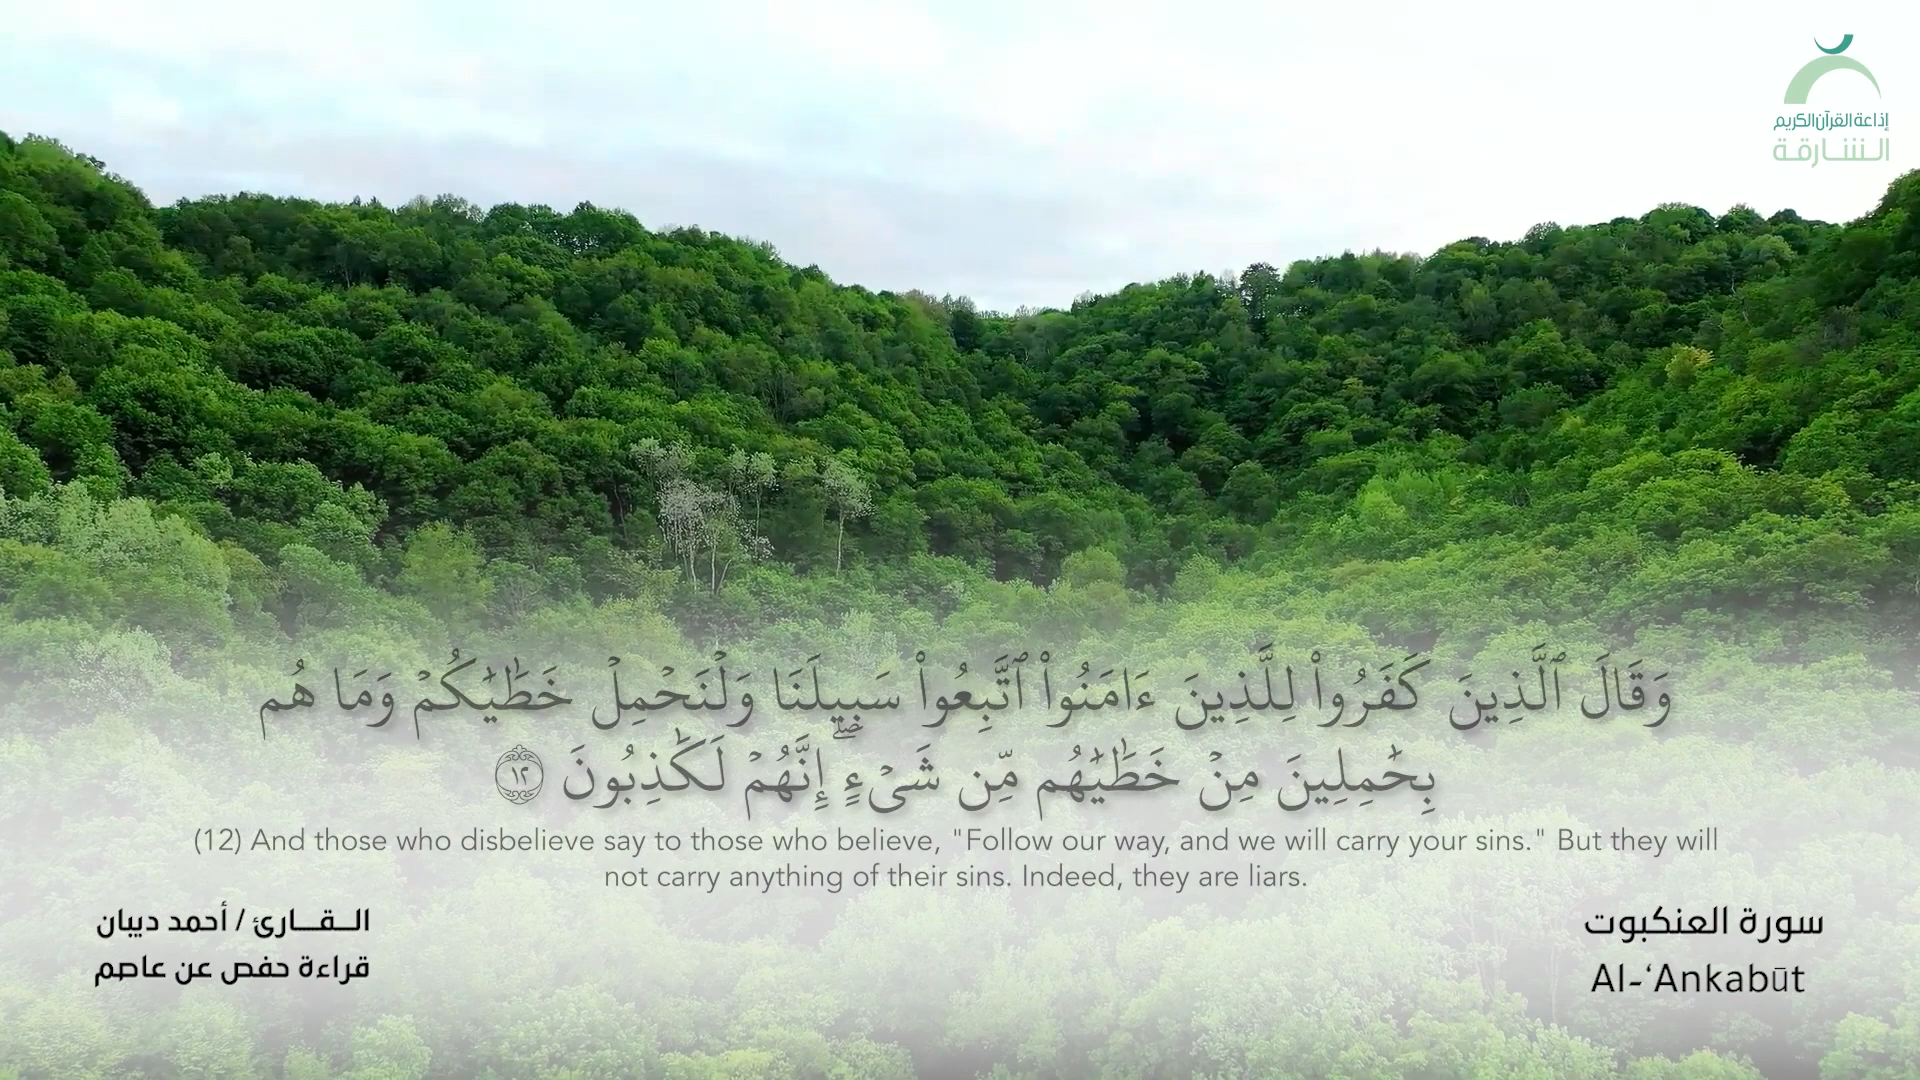 إذاعة القرآن الكريم
الشارقة
وَقَالَ ٱلَّذِينَ كَفَرُوا۟ لِلَّذِينَ ءَامَنُوا۟ ٱتَّبِعُوا۟ سَبِيلَنَا وَلْنَحْمِلْ خَطَٰيَٰكُمْ وَمَا هُم
بِحَٰمِلِينَ مِنْ خَطَٰيَٰهُم مِّن شَىْءٍ ۖ إِنَّهُمْ لَكَٰذِبُونَ ١٢
(12) And those who disbelieve say to those who believe, "Follow our way, and we will carry your sins." But they will
not carry anything of their sins. Indeed, they are liars.
سورة العنكبوت
Al-‘Ankabūt
الـقـارئ / أحمد ديبان
قراءة حفص عن عاصم